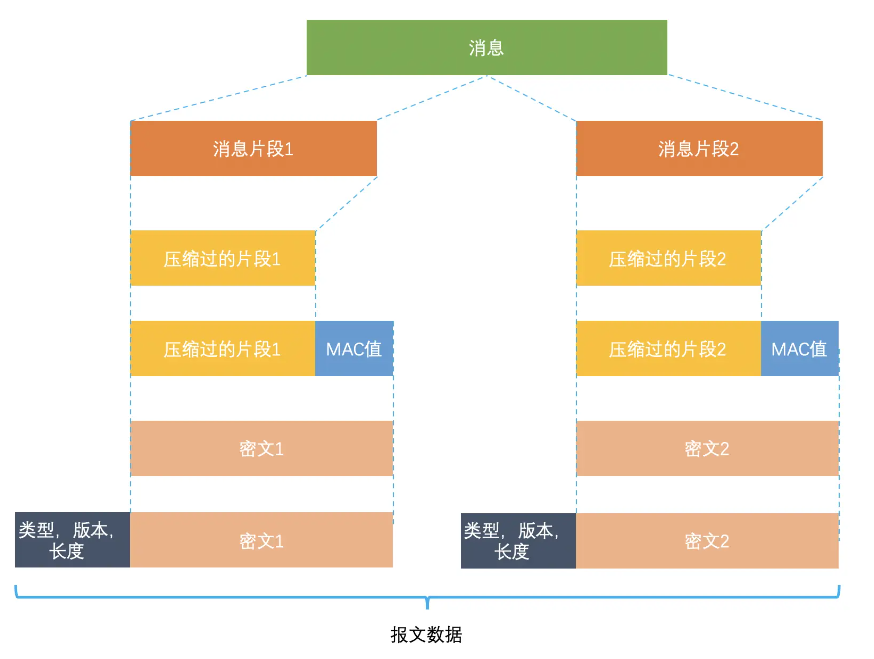 消息
消息片段1
消息片段2
压缩过的片段1
压缩过的片段2
压缩过的片段1
MAC值
压缩过的片段2
MAC值
密文1
密文2
类型，版本，
长度
密文1
类型，版本，
长度
密文2
报文数据